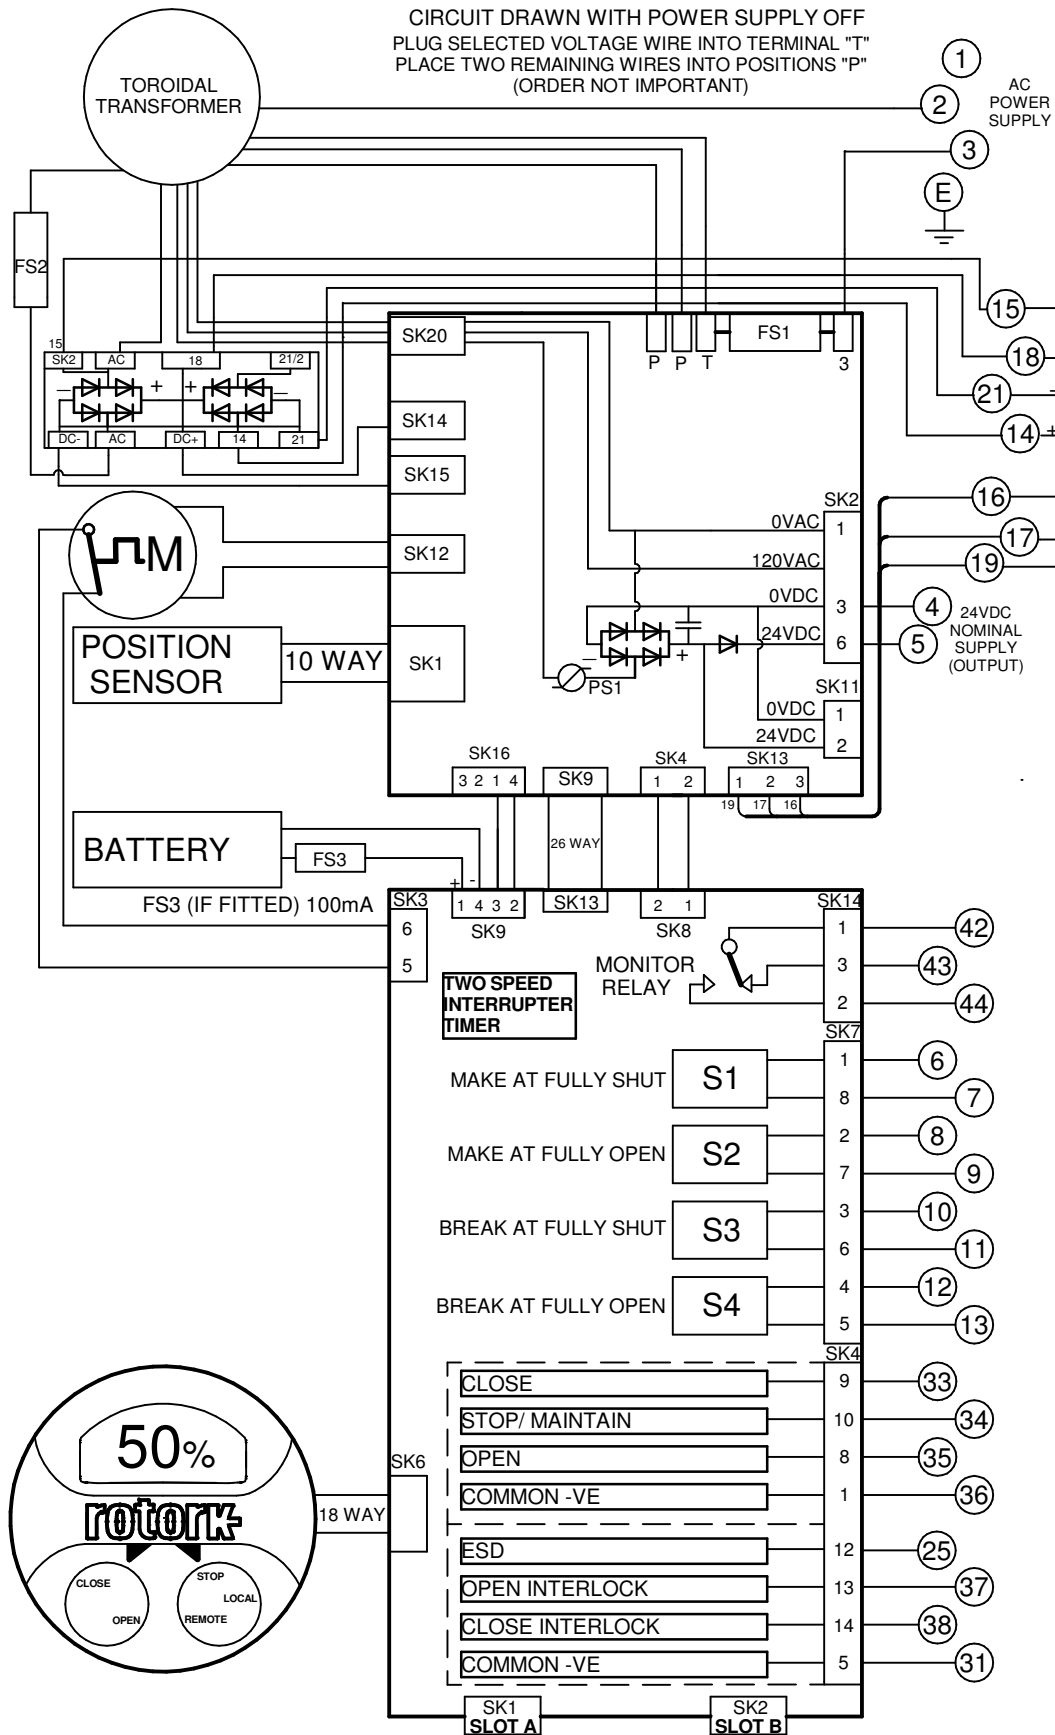 CIRCUIT DRAWN WITH POWER SUPPLY OFF
PLUG SELECTED VOLTAGE WIRE INTO TERMINAL "T"
PLACE TWO REMAINING WIRES INTO POSITIONS "P"
(ORDER NOT IMPORTANT)
TOROIDAL
TRANSFORMER
1
2
AC
POWER
SUPPLY
3
E
FS2
15
18
21
-
14
+
15
SK2
AC
18
21/2
–
+
+
–
DC-
AC
DC+
14
21
SK20
SK14
SK15
SK12
SK1
P
P
T
FS1
3
16
17
19
SK2
0VAC
1
120VAC
0VDC
3
24VDC
6
4
5
24VDC
NOMINAL
SUPPLY
(OUTPUT)
–
+
PS1
SK11
0VDC
1
24VDC
2
M
POSITION
SENSOR
10 WAY
SK16
3 2 1 4
SK9
SK4
1 2
SK13
1 2 3
19
17
16
BATTERY
FS3
26 WAY
FS3 (IF FITTED) 100mA
+
-
SK3
6
5
1 4 3 2
SK9
SK13
2 1
SK8
TWO SPEED
INTERRUPTER
TIMER
MONITOR
RELAY
SK14
1
42
3
43
2
44
SK7
MAKE AT FULLY SHUT
S1
1
6
8
7
MAKE AT FULLY OPEN
S2
2
8
7
9
BREAK AT FULLY SHUT
S3
3
10
6
11
BREAK AT FULLY OPEN
S4
4
12
5
13
SK4
CLOSE
9
33
STOP/ MAINTAIN
10
34
OPEN
8
35
COMMON -VE
1
36
ESD
12
25
OPEN INTERLOCK
13
37
CLOSE INTERLOCK
14
38
COMMON -VE
5
31
50%
rotork
CLOSE
OPEN
STOP
LOCAL
REMOTE
18 WAY
SK6
SK1
SLOT A
SK2
SLOT B